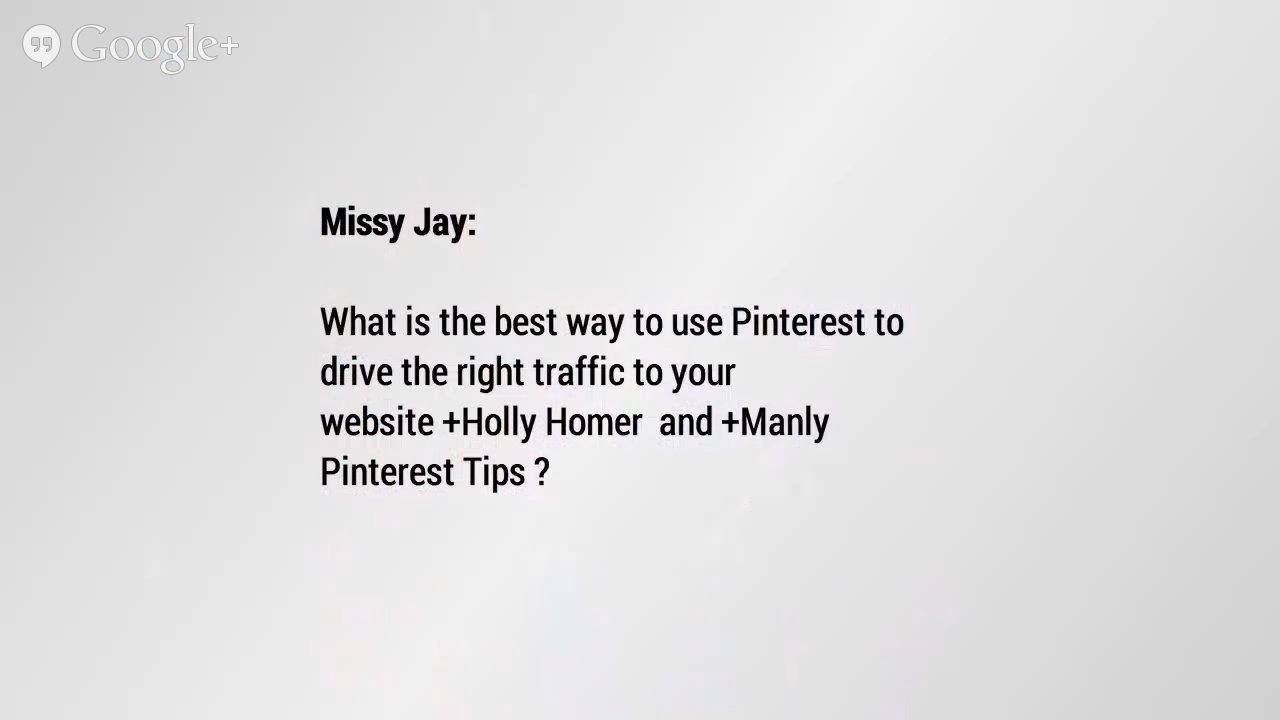 Google+
Missy Jay:
What is the best way to use Pinterest to
drive the right traffic to your
website +Holly Homer  and +Manly
Pinterest Tips ?